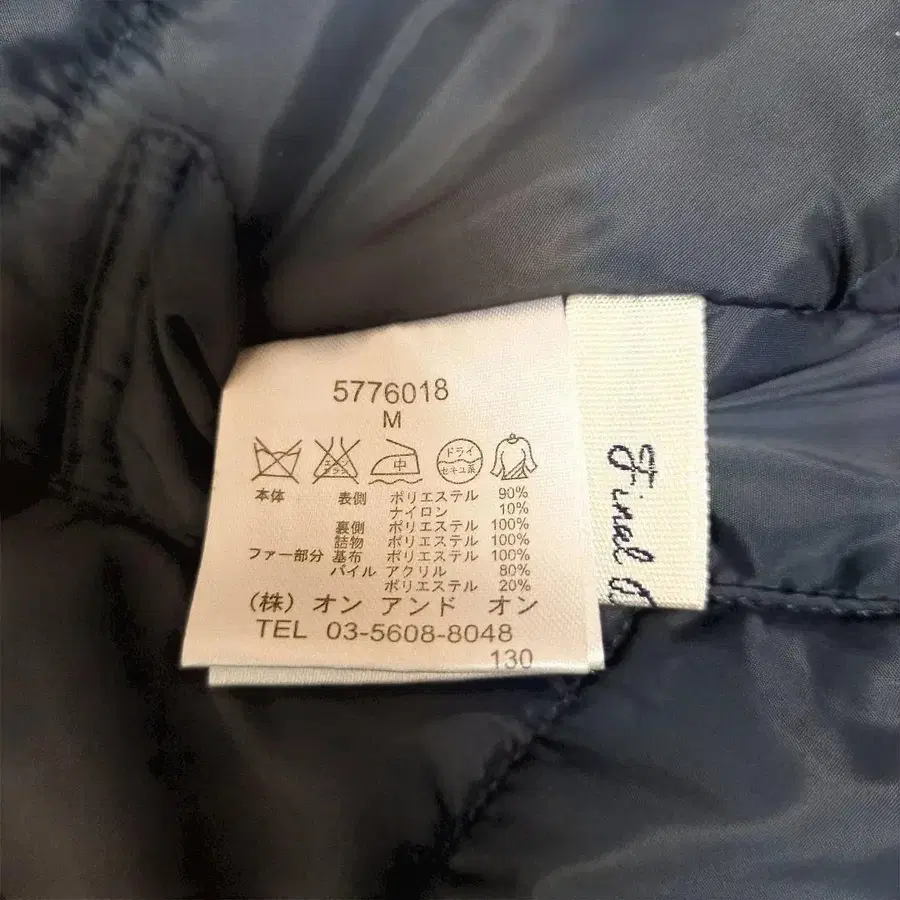 5776018
M
中
ドライ
セキユ系
本体 表側 ポリエステル 90%
ナイロン 10%
裏側 ポリエステル 100%
詰物 ポリエステル 100%
ファー部分 基布 ポリエステル 100%
パイル アクリル 80%
ポリエステル 20%
(株) オン アンド オン
TEL 03-5608-8048
130
Final